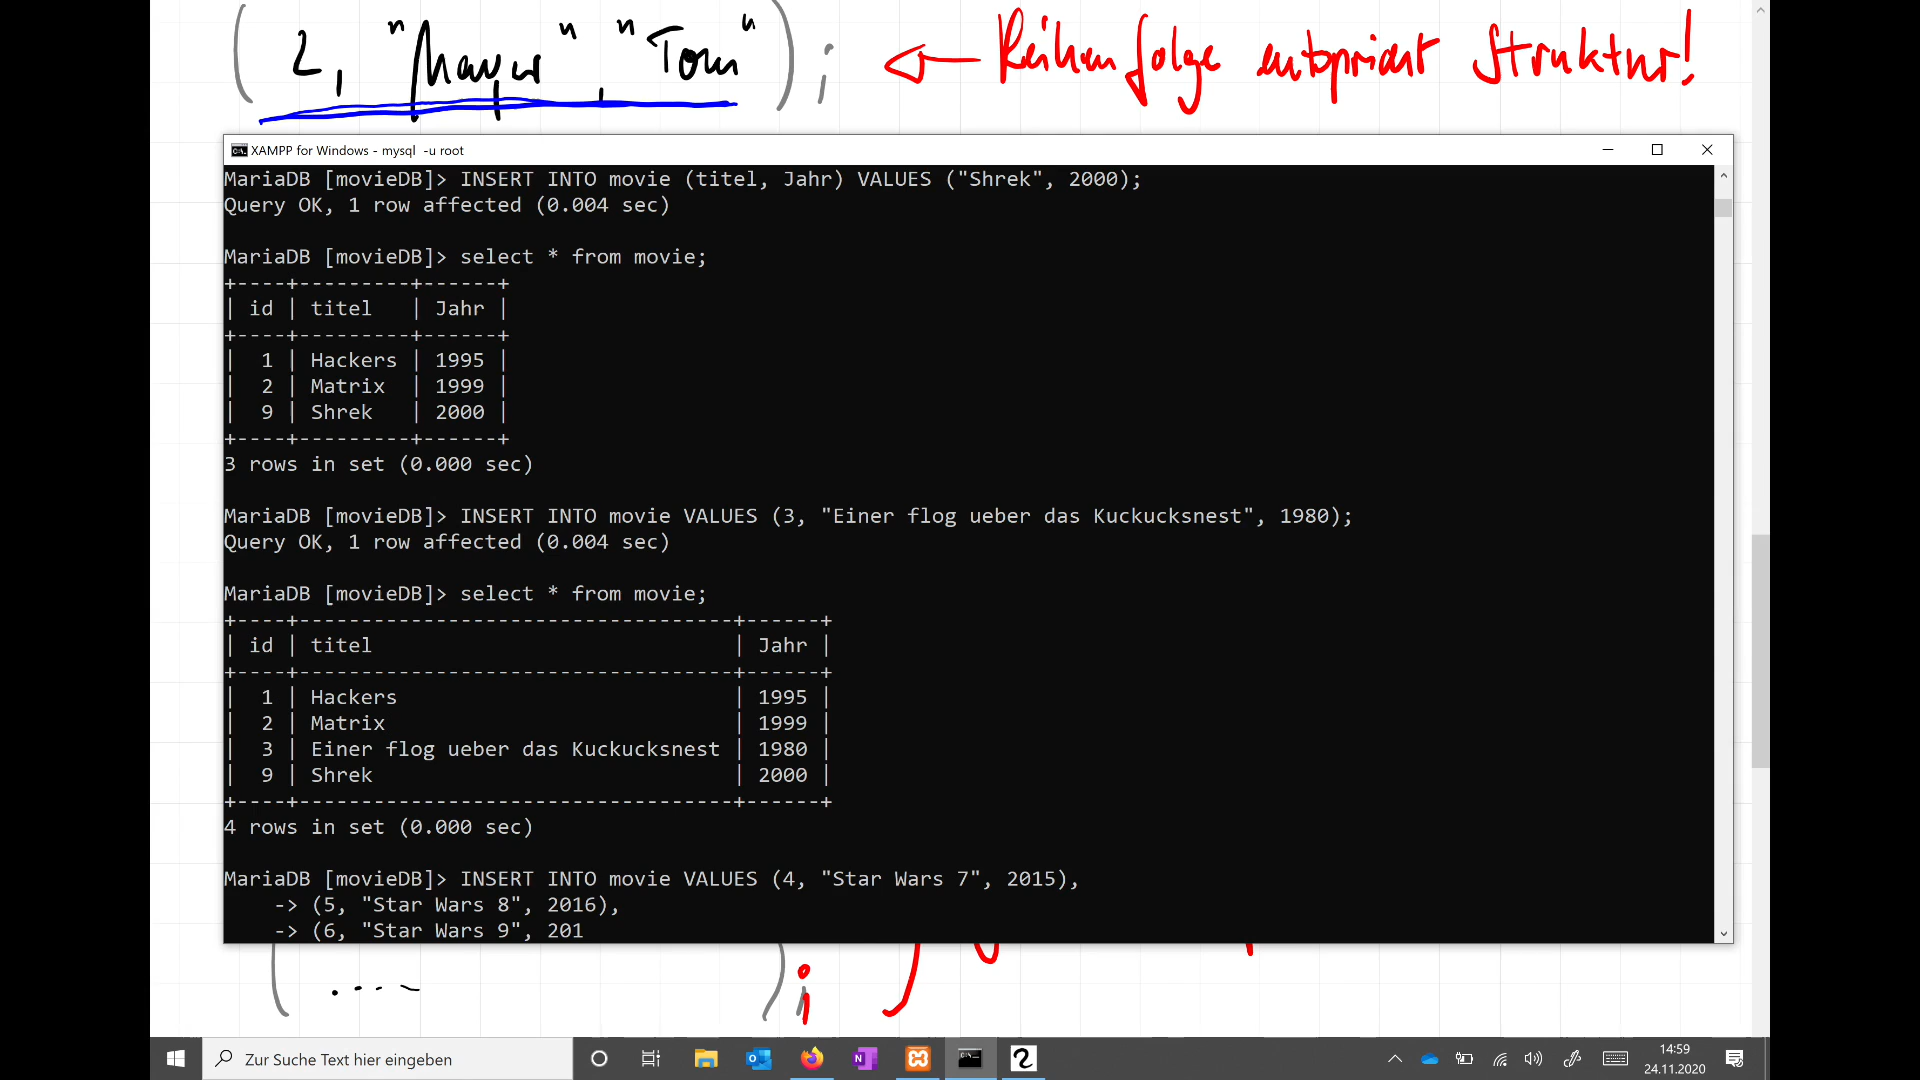 ( 2, "Mayer", "Tom" ); ← Reihenfolge entspricht Struktur!
XAMPP for Windows - mysql  -u root
MariaDB [movieDB]> INSERT INTO movie (titel, Jahr) VALUES ("Shrek", 2000);
Query OK, 1 row affected (0.004 sec)
MariaDB [movieDB]> select * from movie;
+----+---------+------+
| id | titel   | Jahr |
+----+---------+------+
|  1 | Hackers | 1995 |
|  2 | Matrix  | 1999 |
|  9 | Shrek   | 2000 |
+----+---------+------+
3 rows in set (0.000 sec)
MariaDB [movieDB]> INSERT INTO movie VALUES (3, "Einer flog ueber das Kuckucksnest", 1980);
Query OK, 1 row affected (0.004 sec)
MariaDB [movieDB]> select * from movie;
+----+-----------------------------------+------+
| id | titel                             | Jahr |
+----+-----------------------------------+------+
|  1 | Hackers                           | 1995 |
|  2 | Matrix                            | 1999 |
|  3 | Einer flog ueber das Kuckucksnest | 1980 |
|  9 | Shrek                             | 2000 |
+----+-----------------------------------+------+
4 rows in set (0.000 sec)
MariaDB [movieDB]> INSERT INTO movie VALUES (4, "Star Wars 7", 2015),
    -> (5, "Star Wars 8", 2016),
    -> (6, "Star Wars 9", 201
( .... );
Zur Suche Text hier eingeben
14:59
24.11.2020